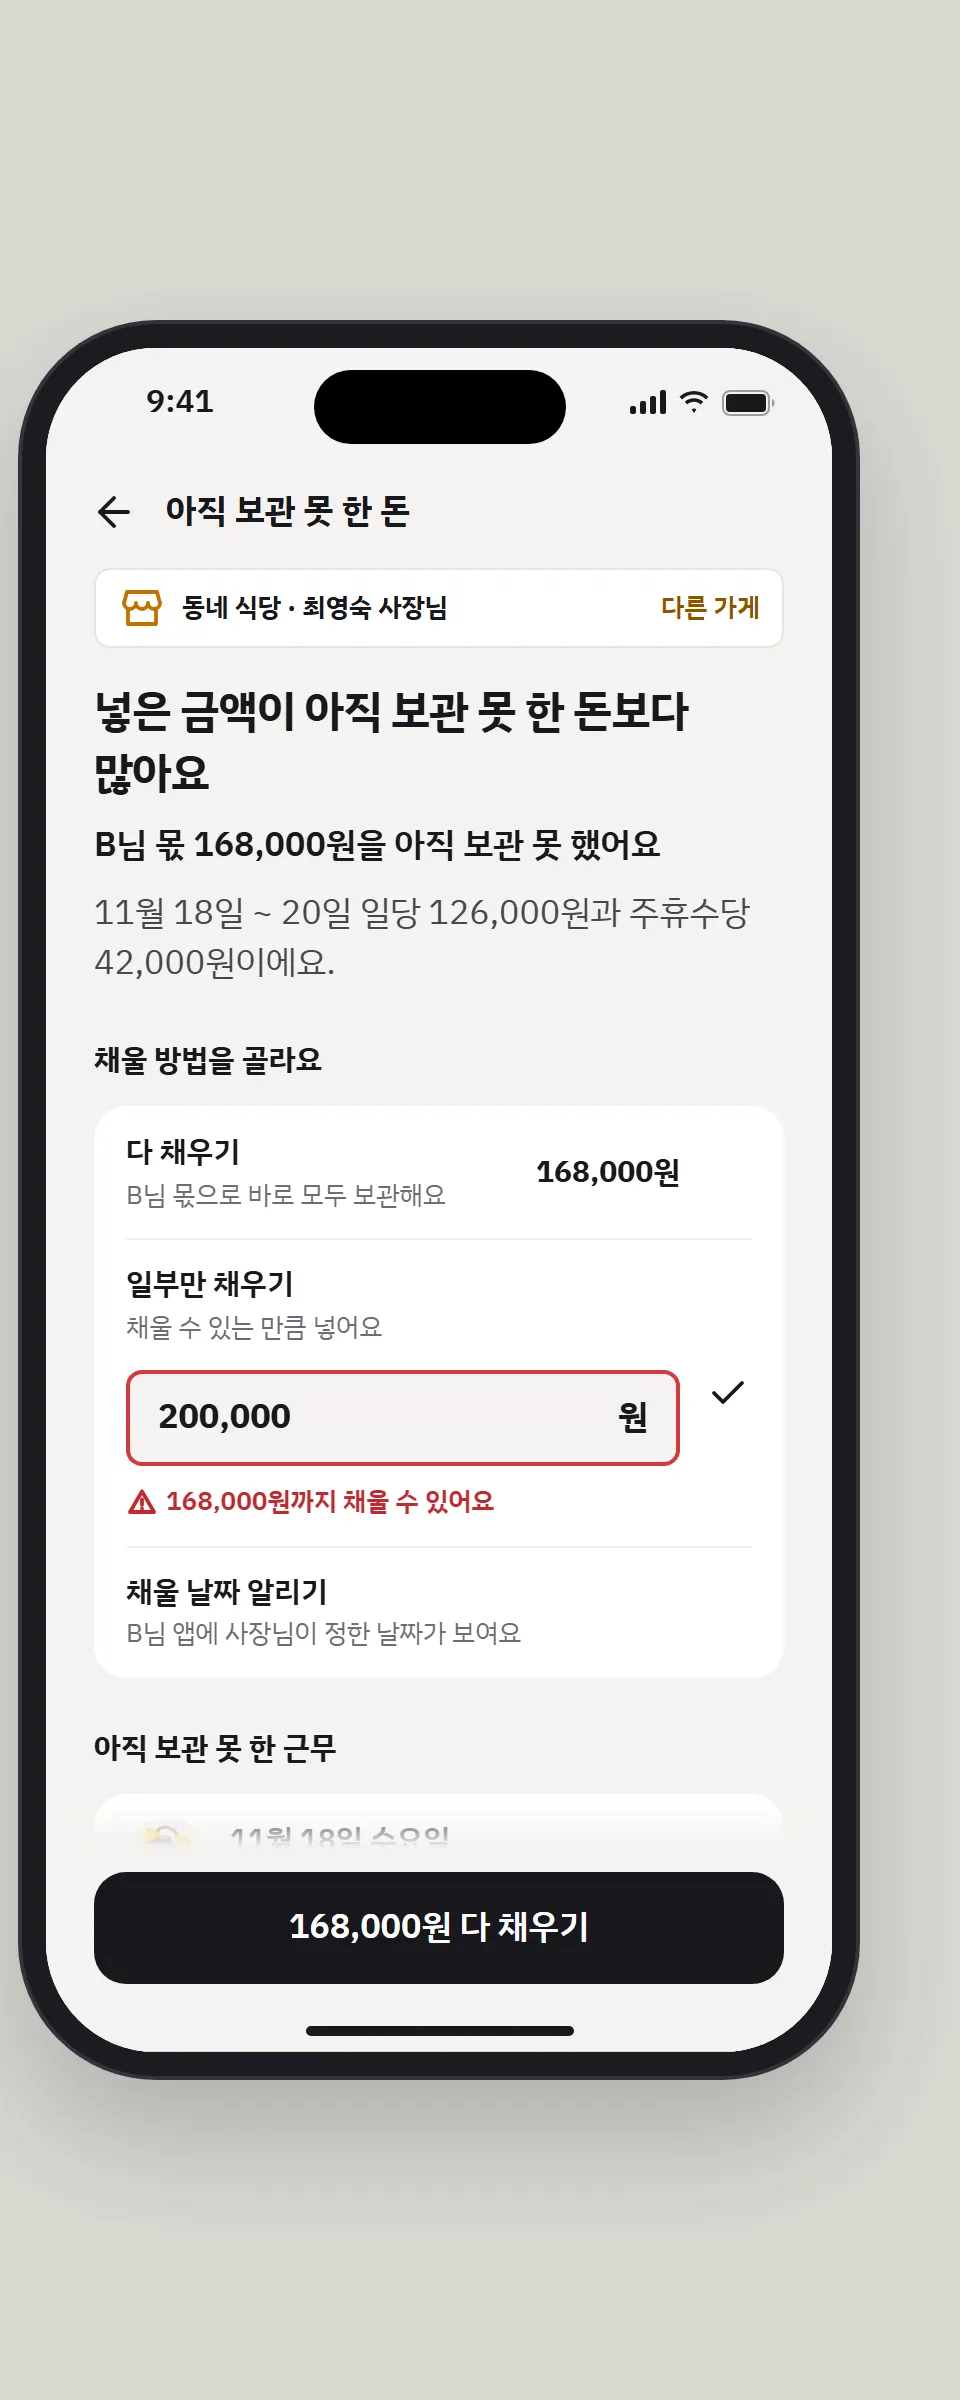 9:41
아직 보관 못 한 돈
동네 식당 · 최영숙 사장님
다른 가게
넣은 금액이 아직 보관 못 한 돈보다
많아요
B님 몫 168,000원을 아직 보관 못 했어요
11월 18일 ~ 20일 일당 126,000원과 주휴수당
42,000원이에요.
채울 방법을 골라요
다 채우기
168,000원
B님 몫으로 바로 모두 보관해요
일부만 채우기
채울 수 있는 만큼 넣어요
200,000
원
168,000원까지 채울 수 있어요
채울 날짜 알리기
B님 앱에 사장님이 정한 날짜가 보여요
아직 보관 못 한 근무
11월 18일 수요일
168,000원 다 채우기